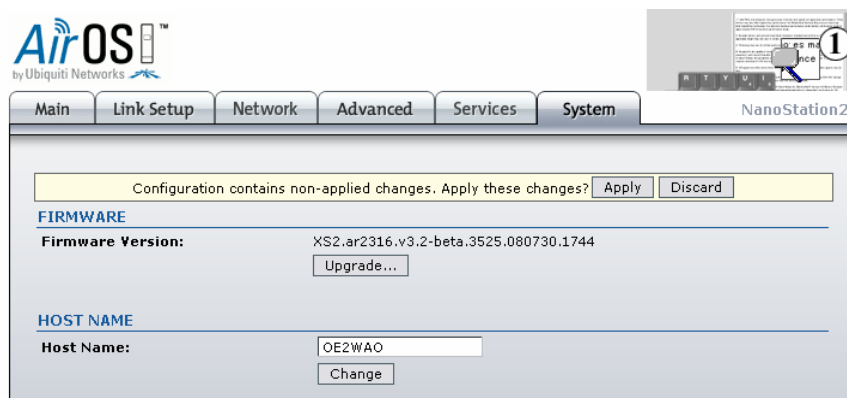 AirOS™
by Ubiquiti Networks
1
R T Y U I
Main Link Setup Network Advanced Services System NanoStation2
Configuration contains non-applied changes. Apply these changes? Apply Discard
FIRMWARE
Firmware Version: XS2.ar2316.v3.2-beta.3525.080730.1744
Upgrade...
HOST NAME
Host Name: OE2WAO
Change